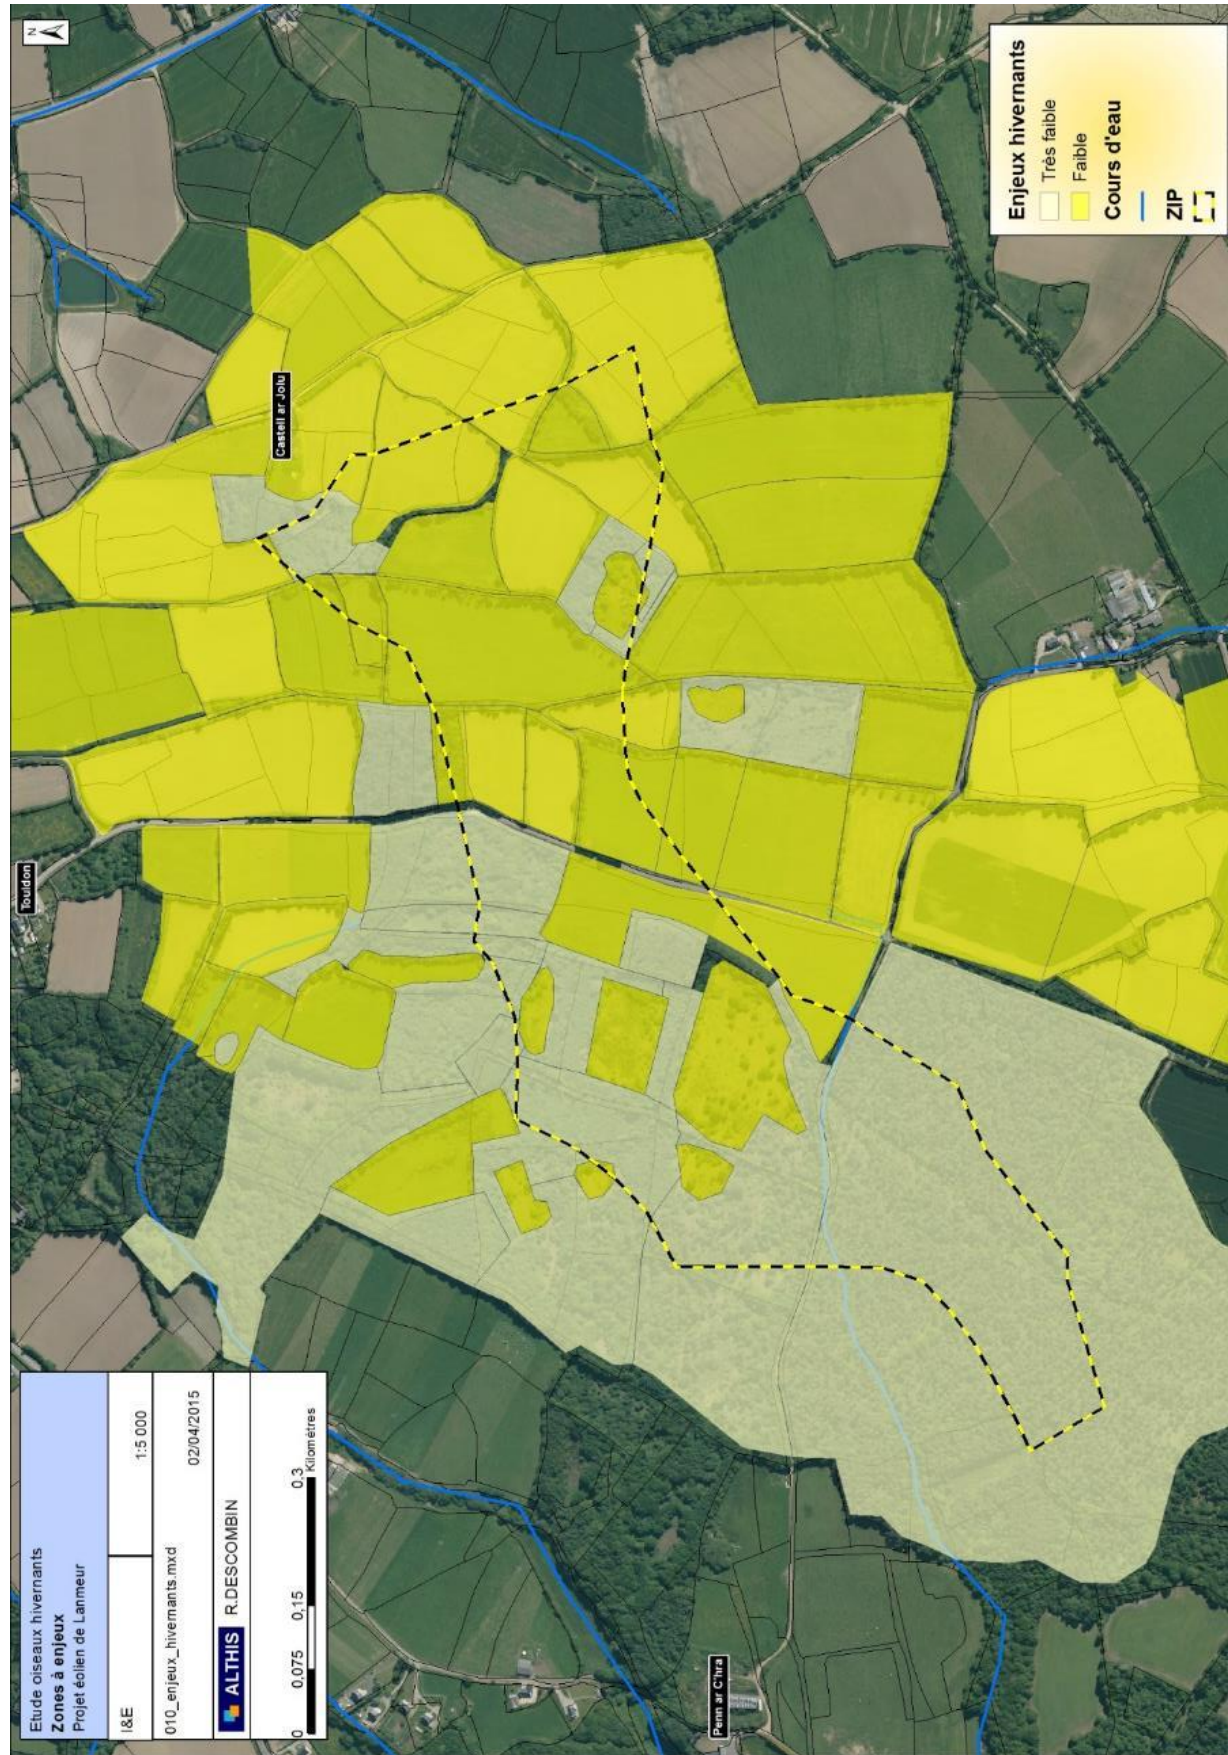 Etude oiseaux hivernants
Zones à enjeux
Projet éolien de Lanmeur
I&E
1:5 000
010_enjeux_hivernants.mxd
02/04/2015
ALTHIS
R.DESCOMBIN
0
0,075
0,15
0,3
Kilomètres
Penn ar C'hra
Touldon
Castell ar Jolu
N
Enjeux hivernants
Très faible
Faible
Cours d'eau
ZIP